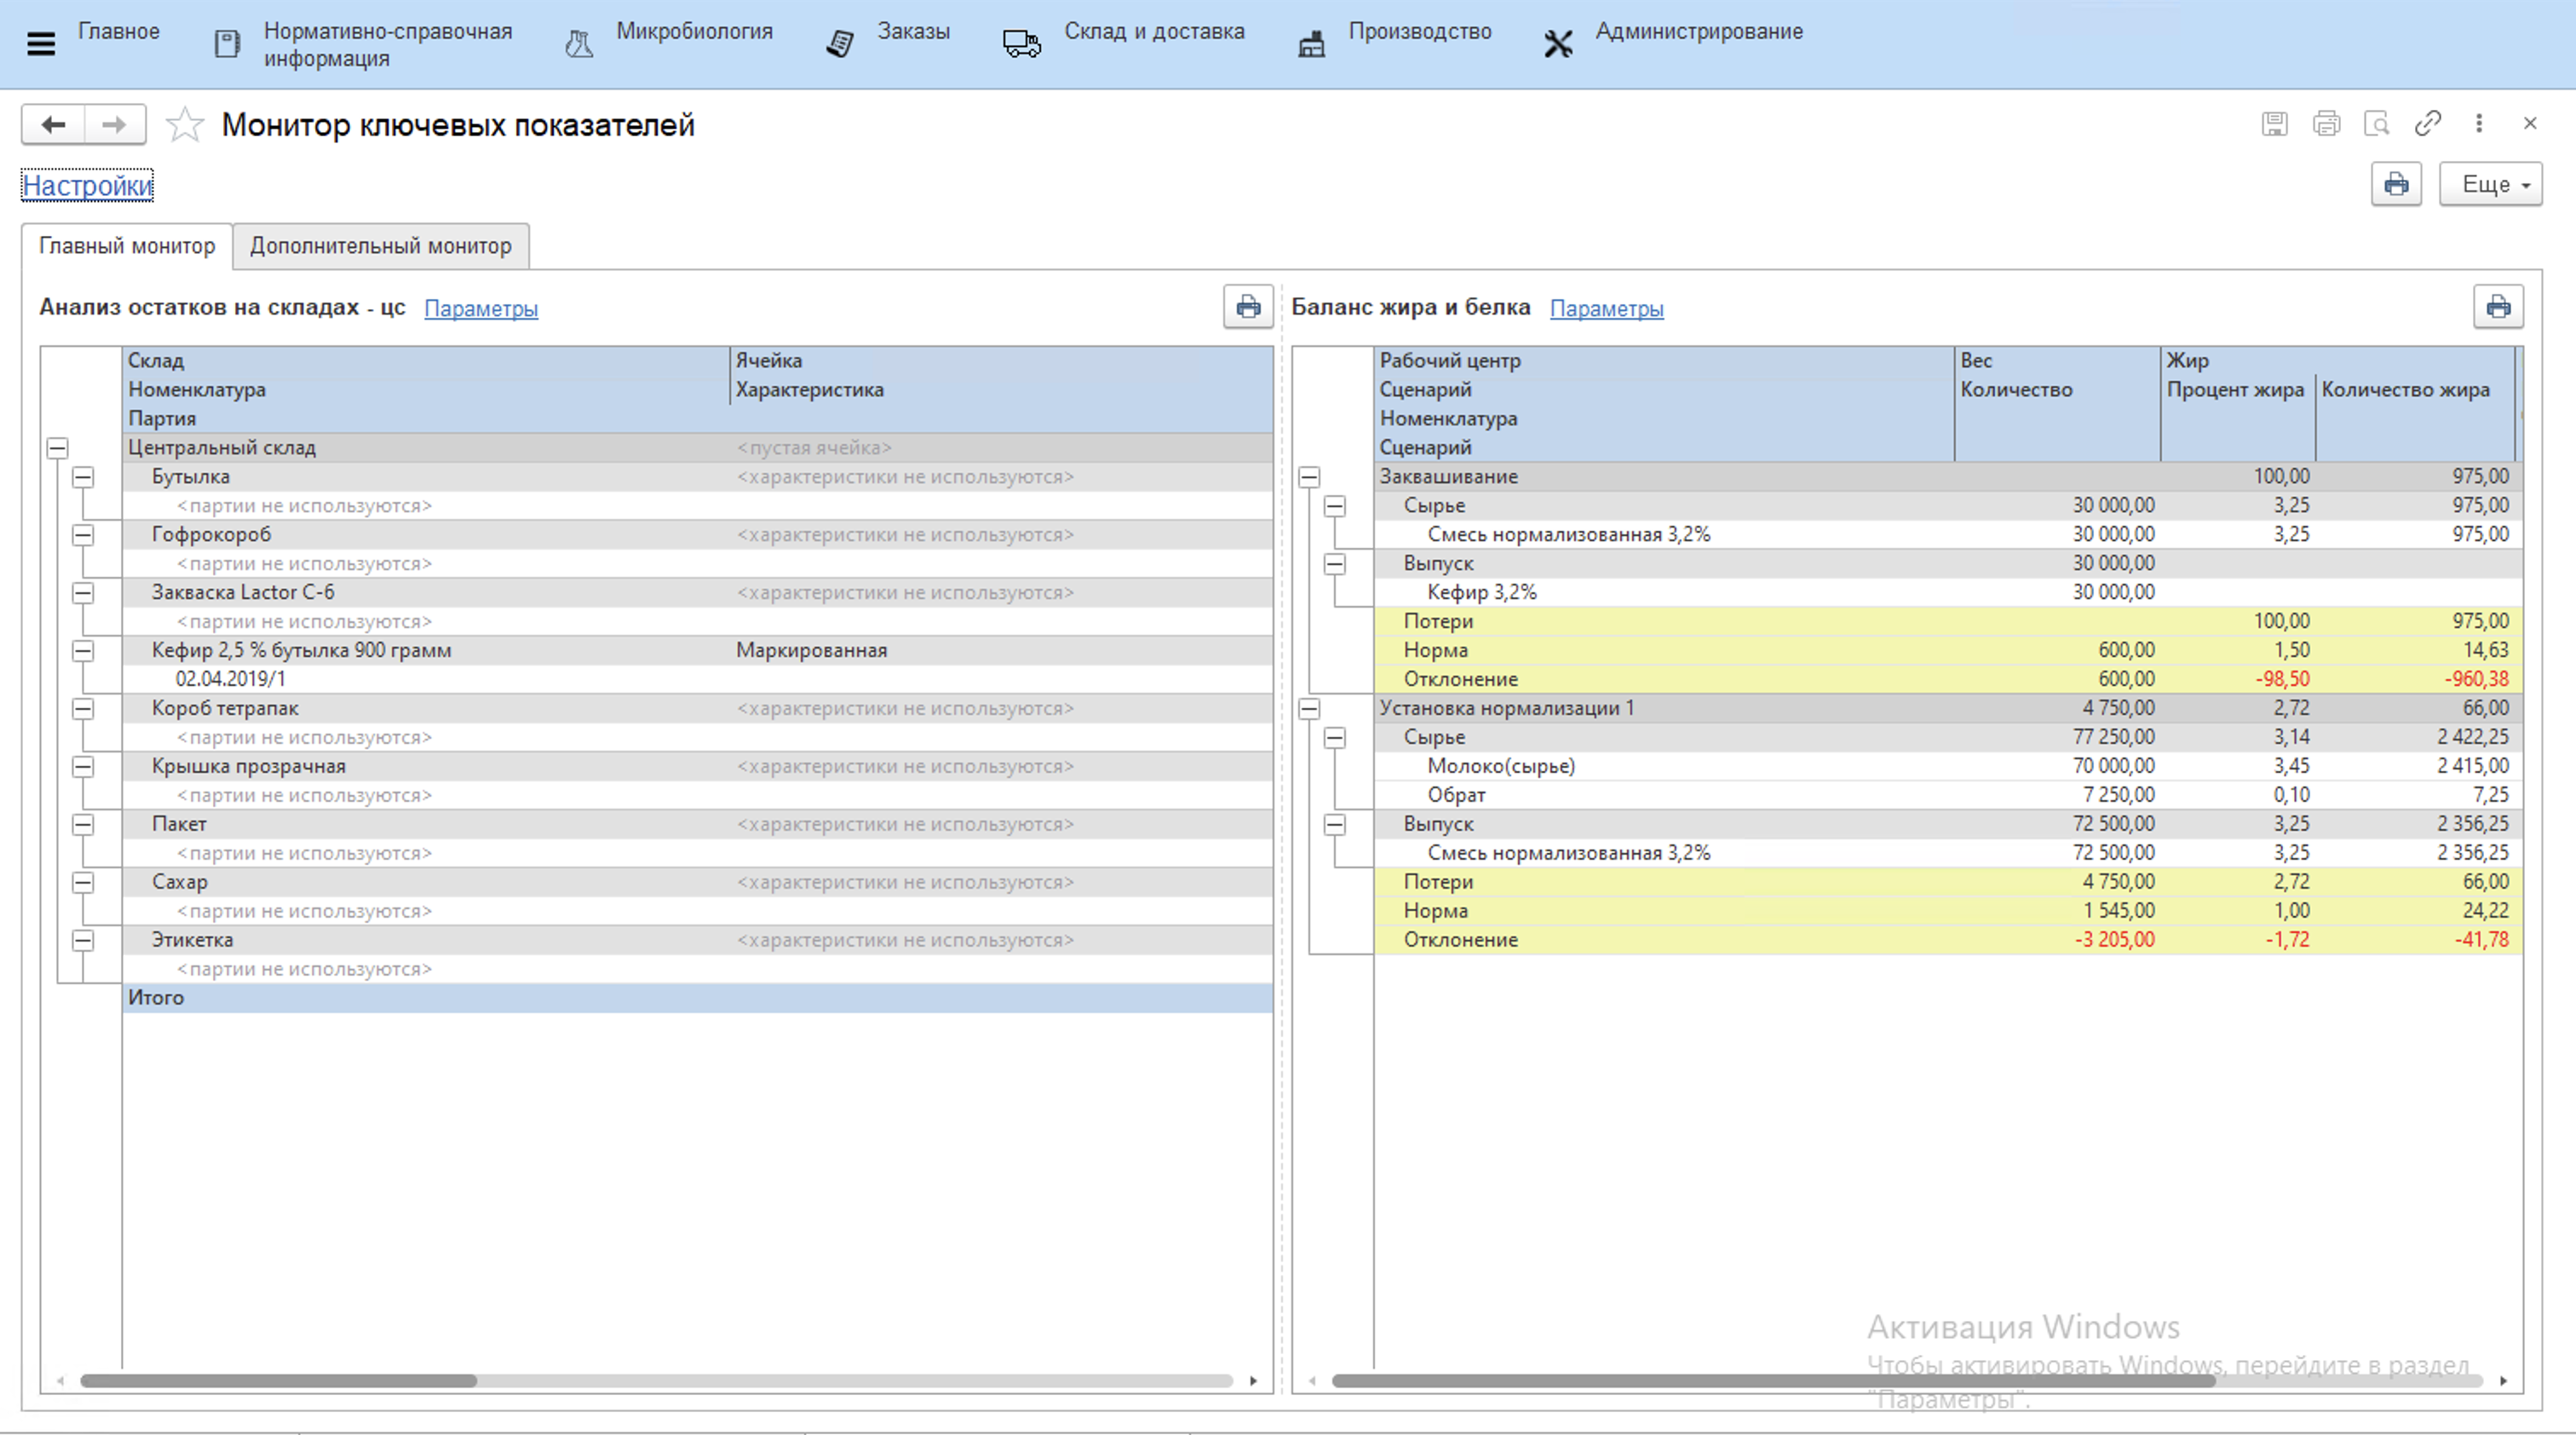 Главное
Нормативно-справочная
информация
Микробиология
Заказы
Склад и доставка
Производство
Администрирование
Монитор ключевых показателей
Настройки
Еще
Главный монитор
Дополнительный монитор
Анализ остатков на складах - цс
Параметры
Склад Ячейка
Номенклатура Характеристика
Партия
Центральный склад <пустая ячейка>
Бутылка <характеристики не используются>
<партии не используются>
Гофрокороб <характеристики не используются>
<партии не используются>
Закваска Lactor C-6 <характеристики не используются>
<партии не используются>
Кефир 2,5 % бутылка 900 грамм Маркированная
02.04.2019/1
Короб тетрапак <характеристики не используются>
<партии не используются>
Крышка прозрачная <характеристики не используются>
<партии не используются>
Пакет <характеристики не используются>
<партии не используются>
Сахар <характеристики не используются>
<партии не используются>
Этикетка <характеристики не используются>
<партии не используются>
Итого
Баланс жира и белка
Параметры
Рабочий центр Вес Жир
Сценарий Количество Процент жира Количество жира
Номенклатура
Сценарий
Заквашивание 100,00 975,00
Сырье 30 000,00 3,25 975,00
Смесь нормализованная 3,2% 30 000,00 3,25 975,00
Выпуск 30 000,00
Кефир 3,2% 30 000,00
Потери 100,00 975,00
Норма 600,00 1,50 14,63
Отклонение 600,00 -98,50 -960,38
Установка нормализации 1 4 750,00 2,72 66,00
Сырье 77 250,00 3,14 2 422,25
Молоко(сырье) 70 000,00 3,45 2 415,00
Обрат 7 250,00 0,10 7,25
Выпуск 72 500,00 3,25 2 356,25
Смесь нормализованная 3,2% 72 500,00 3,25 2 356,25
Потери 4 750,00 2,72 66,00
Норма 1 545,00 1,00 24,22
Отклонение -3 205,00 -1,72 -41,78
Активация Windows
Чтобы активировать Windows, перейдите в раздел
"Параметры".